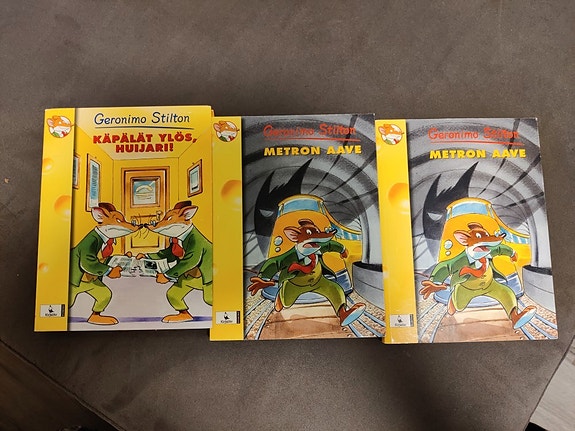 Geronimo Stilton
KÄPÄLÄT YLÖS,
HUIJARI!
Geronimo Stilton
METRON AAVE
Geronimo Stilton
METRON AAVE